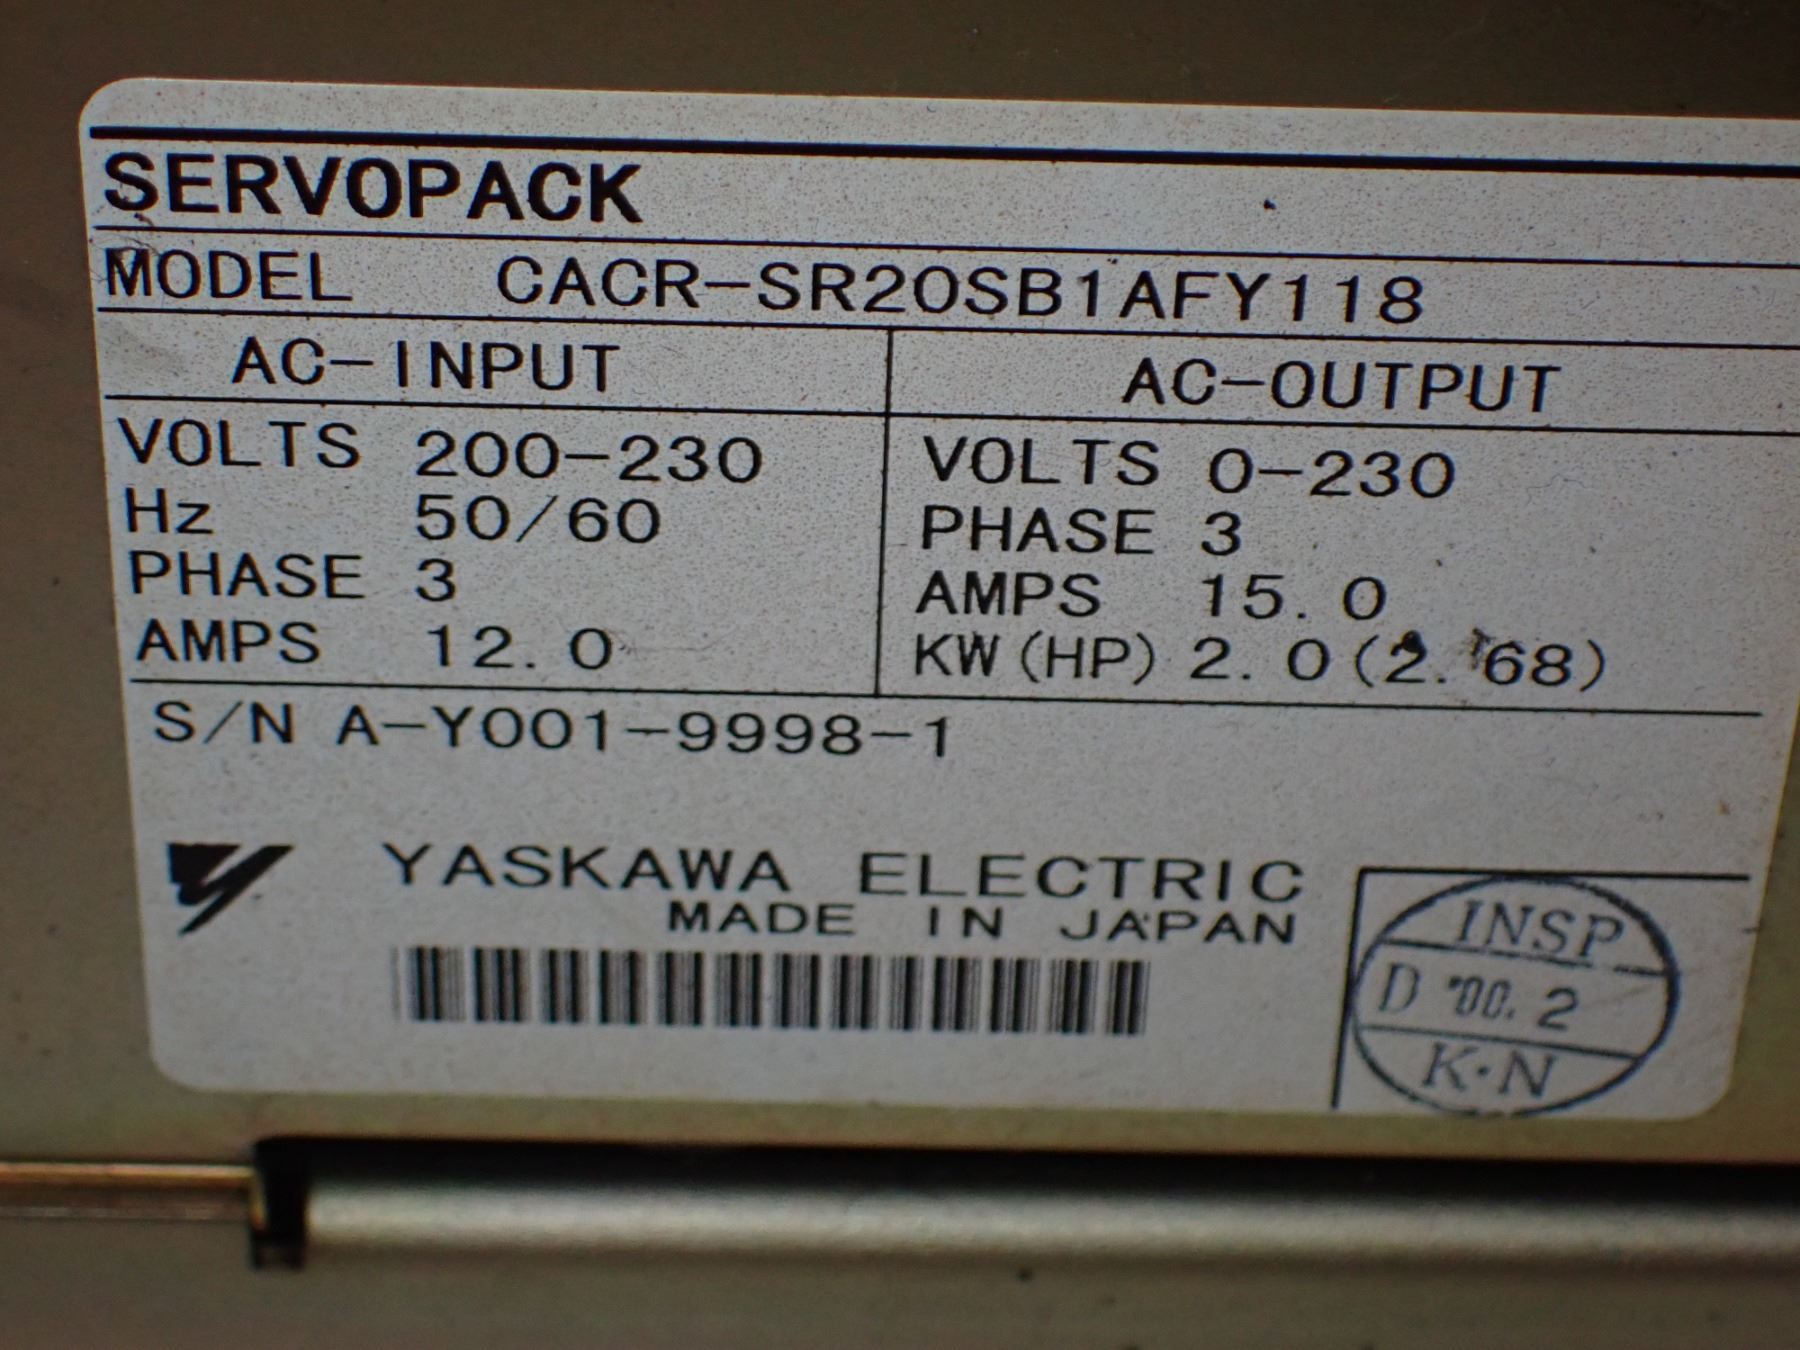 SERVOPACK
MODEL CACR-SR20SB1AFY118
AC-INPUT AC-OUTPUT
VOLTS 200-230 VOLTS 0-230
Hz 50/60 PHASE 3
PHASE 3 AMPS 15.0
AMPS 12.0 KW(HP) 2.0(2.68)
S/N A-Y001-9998-1
YASKAWA ELECTRIC
MADE IN JAPAN
INSP
D '00.2
K·N